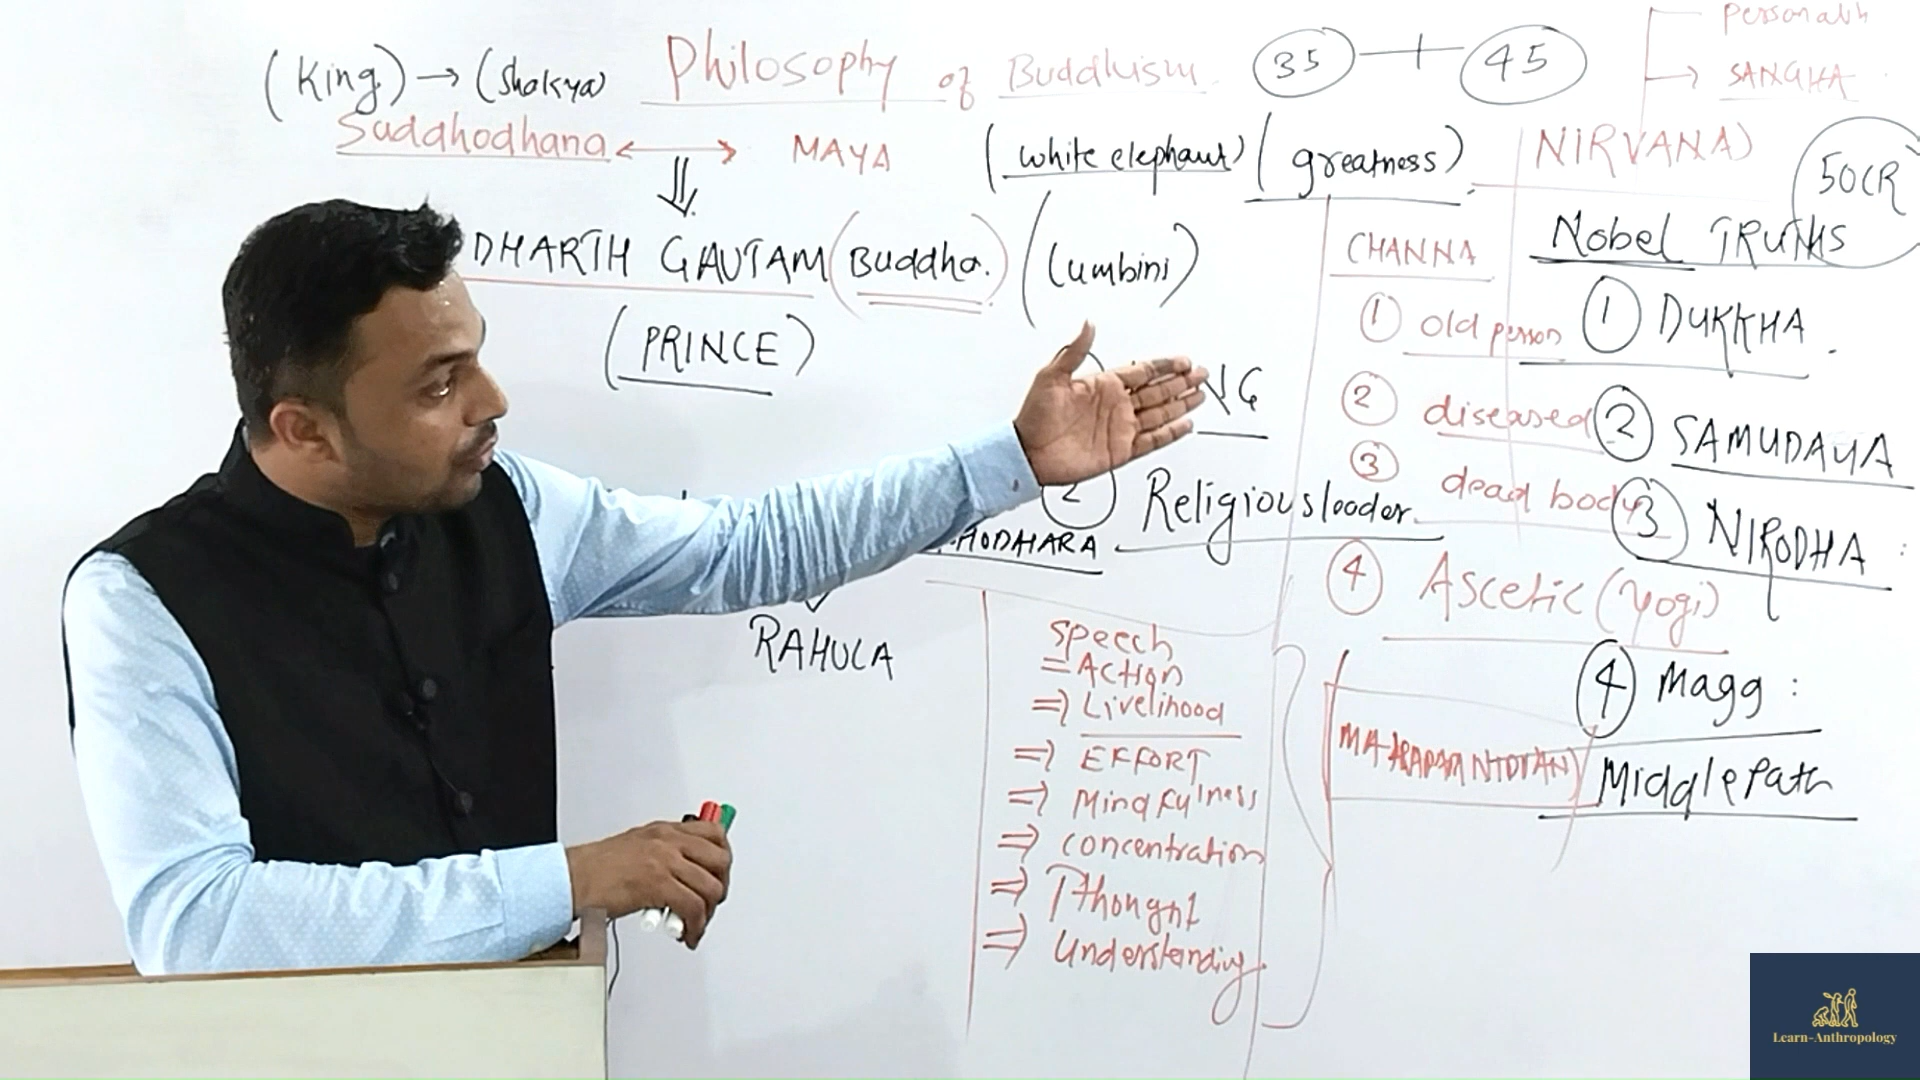 (King) → (Shakya)
Philosophy of Buddhism
35 + 45
Personality
→ SANGHA
Suddhodhana ↔ MAYA
(white elephant) (greatness)
NIRVANA)
50CR
DHARTH GAUTAM (Buddha.) (Lumbini)
(PRINCE)
CHANNA
① old person
② diseased
③ dead body
④ Ascetic (yogi)
Nobel TRUTHS
① DUKKHA.
② SAMUDAYA
③ NIRODHA:
④ Magg:
Middle Path
NG
2 Religious leader
HODHARA
RAHULA
Speech
= ACTION
⇒ Livelihood
⇒ EFFORT
⇒ Mindfulness
⇒ concentration
⇒ Thought
⇒ Understanding
Learn-Anthropology